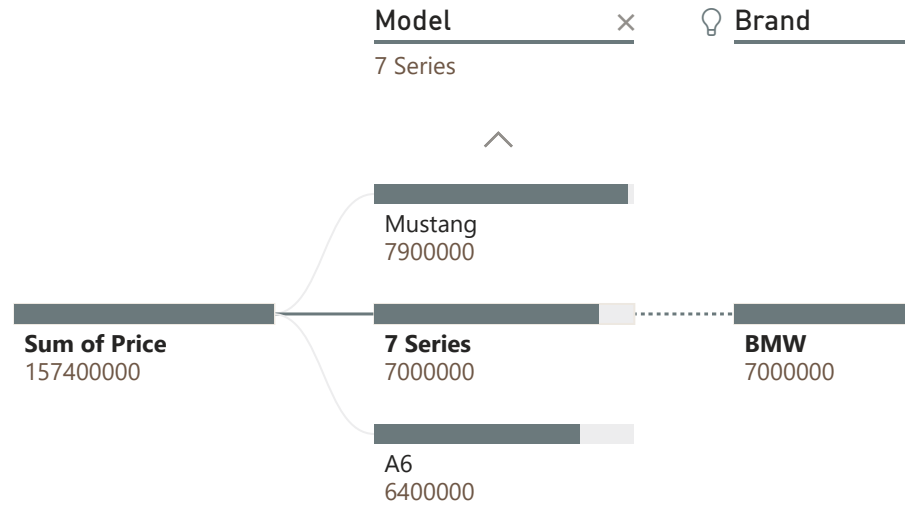 Model
Brand
7 Series
Mustang
7900000
Sum of Price
157400000
7 Series
7000000
BMW
7000000
A6
6400000